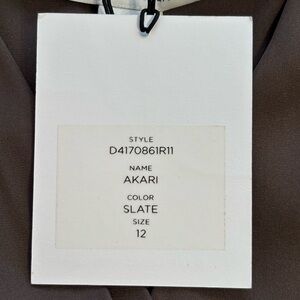 STYLE
D4170861R11
NAME
AKARI
COLOR
SLATE
SIZE
12